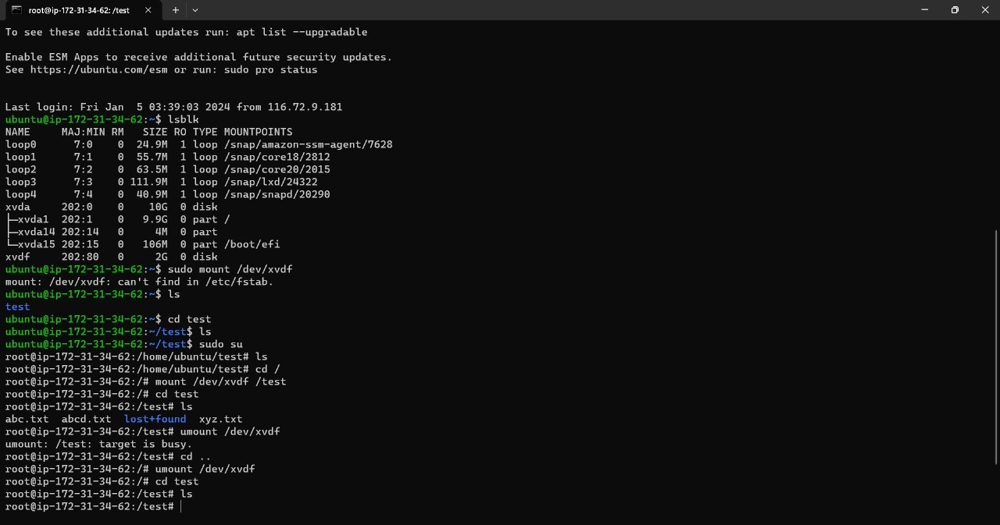 root@ip-172-31-34-62: /test
To see these additional updates run: apt list --upgradable
Enable ESM Apps to receive additional future security updates.
See https://ubuntu.com/esm or run: sudo pro status
Last login: Fri Jan  5 03:39:03 2024 from 116.72.9.181
ubuntu@ip-172-31-34-62:~$ lsblk
NAME     MAJ:MIN RM   SIZE RO TYPE MOUNTPOINTS
loop0      7:0    0  24.9M  1 loop /snap/amazon-ssm-agent/7628
loop1      7:1    0  55.7M  1 loop /snap/core18/2812
loop2      7:2    0  63.5M  1 loop /snap/core20/2015
loop3      7:3    0 111.9M  1 loop /snap/lxd/24322
loop4      7:4    0  40.9M  1 loop /snap/snapd/20290
xvda     202:0    0    10G  0 disk
├─xvda1  202:1    0   9.9G  0 part /
├─xvda14 202:14   0     4M  0 part
└─xvda15 202:15   0   106M  0 part /boot/efi
xvdf     202:80   0     2G  0 disk
ubuntu@ip-172-31-34-62:~$ sudo mount /dev/xvdf
mount: /dev/xvdf: can't find in /etc/fstab.
ubuntu@ip-172-31-34-62:~$ ls
test
ubuntu@ip-172-31-34-62:~$ cd test
ubuntu@ip-172-31-34-62:~/test$ ls
ubuntu@ip-172-31-34-62:~/test$ sudo su
root@ip-172-31-34-62:/home/ubuntu/test# ls
root@ip-172-31-34-62:/home/ubuntu/test# cd /
root@ip-172-31-34-62:/# mount /dev/xvdf /test
root@ip-172-31-34-62:/# cd test
root@ip-172-31-34-62:/test# ls
abc.txt  abcd.txt  lost+found  xyz.txt
root@ip-172-31-34-62:/test# umount /dev/xvdf
umount: /test: target is busy.
root@ip-172-31-34-62:/test# cd ..
root@ip-172-31-34-62:/# umount /dev/xvdf
root@ip-172-31-34-62:/# cd test
root@ip-172-31-34-62:/test# ls
root@ip-172-31-34-62:/test#